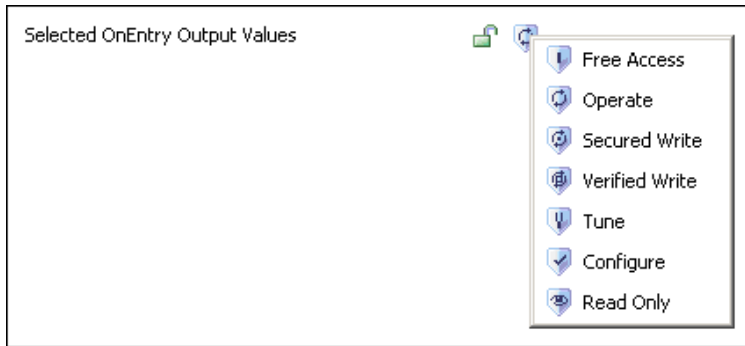 Selected OnEntry Output Values
Free Access
Operate
Secured Write
Verified Write
Tune
Configure
Read Only